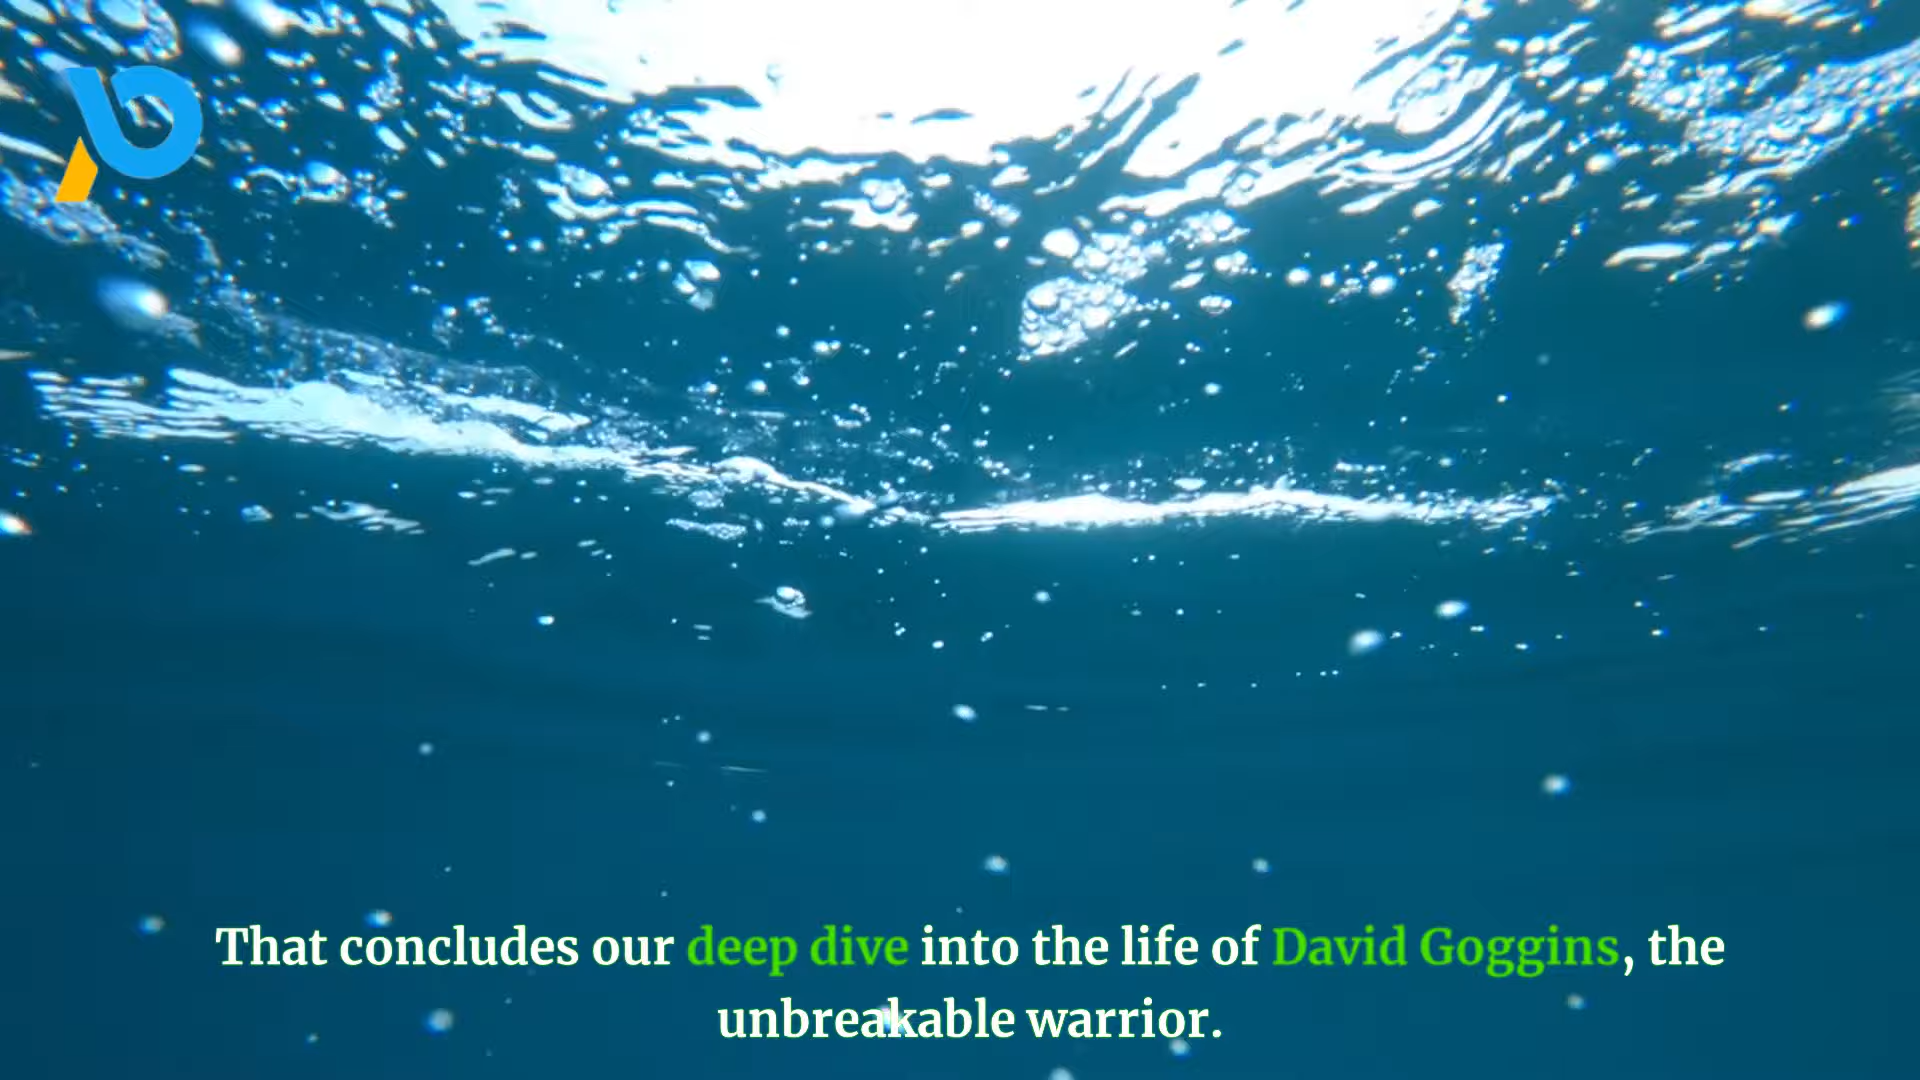 That concludes our deep dive into the life of David Goggins, the
unbreakable warrior.